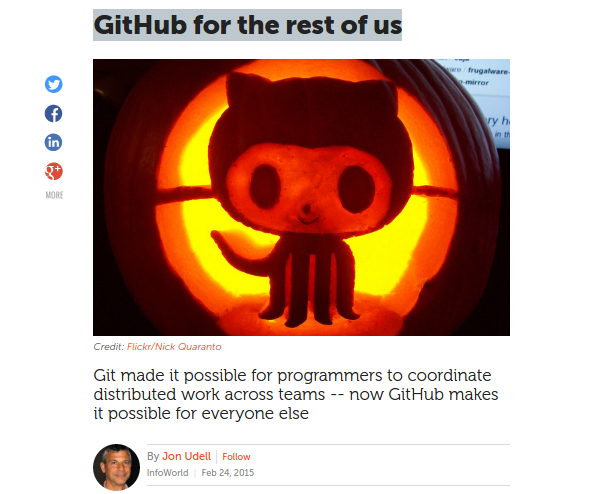 GitHub for the rest of us
frugalware-
-mirror
MORE
Credit: Flickr/Nick Quaranto
Git made it possible for programmers to coordinate
distributed work across teams -- now GitHub makes
it possible for everyone else
By Jon Udell | Follow
InfoWorld | Feb 24, 2015